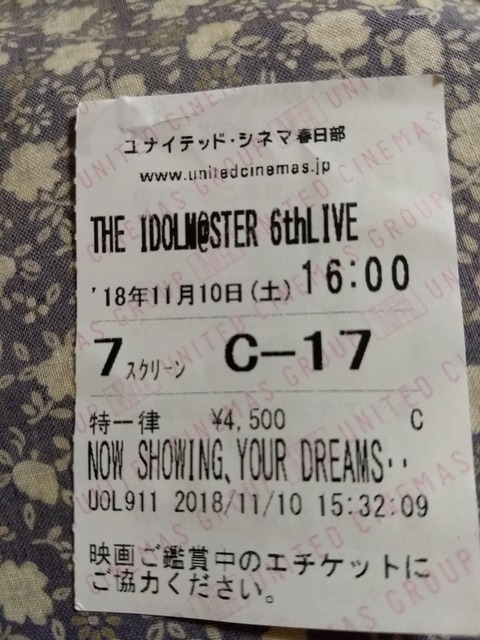 ユナイテッド・シネマ春日部
www.unitedcinemas.jp
THE IDOLM@STER 6thLIVE
'18年11月10日(土) 16:00
7スクリーン C-17
特一律 ¥4,500 C
NOW SHOWING､YOUR DREAMS･･
UOL911 2018/11/10 15:32:09
映画ご鑑賞中のエチケットに
ご協力ください。
UNITED CINEMAS GROUP